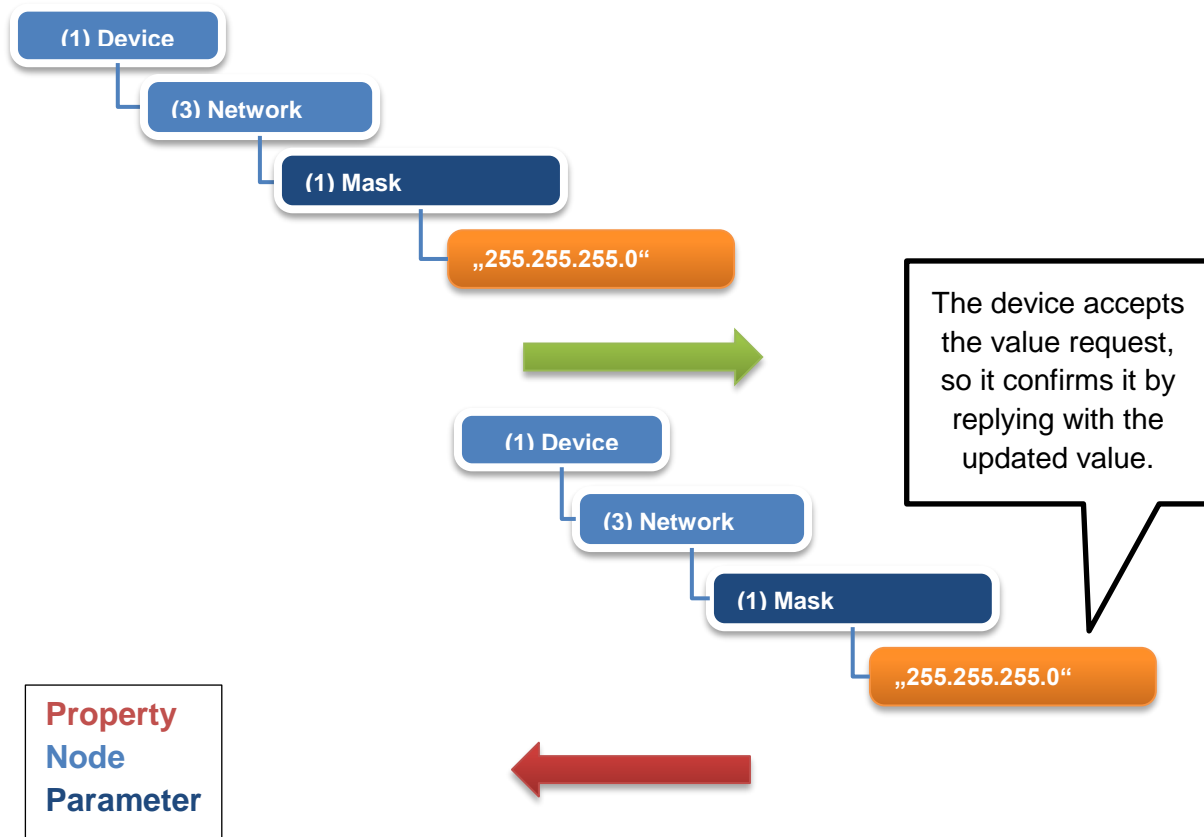 (1) Device
(3) Network
(1) Mask
„255.255.255.0“
The device accepts
the value request,
so it confirms it by
replying with the
updated value.
(1) Device
(3) Network
(1) Mask
„255.255.255.0“
Property
Node
Parameter